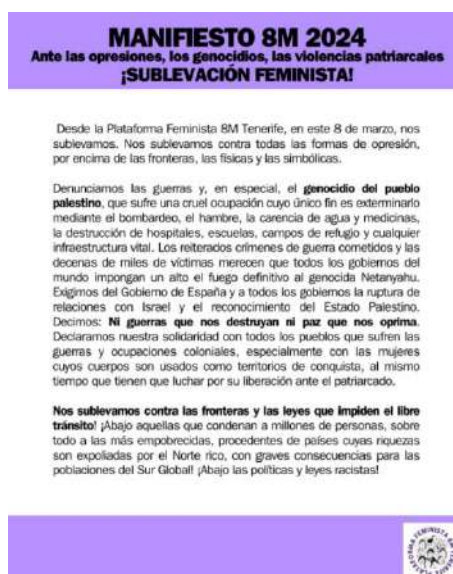 MANIFIESTO 8M 2024
Ante las opresiones, los genocidios, las violencias patriarcales
¡SUBLEVACIÓN FEMINISTA!
Desde la Plataforma Feminista 8M Tenerife, en este 8 de marzo, nos
sublevamos. Nos sublevamos contra todas las formas de opresión,
por encima de las fronteras, las físicas y las simbólicas.
Denunciamos las guerras y, en especial, el genocidio del pueblo
palestino, que sufre una cruel ocupación cuyo único fin es exterminarlo
mediante el bombardeo, el hambre, la carencia de agua y medicinas,
la destrucción de hospitales, escuelas, campos de refugio y cualquier
infraestructura vital. Los reiterados crímenes de guerra cometidos y las
decenas de miles de víctimas merecen que todos los gobiernos del
mundo impongan un alto el fuego definitivo al genocida Netanyahu.
Exigimos del Gobierno de España y a todos los gobiernos la ruptura de
relaciones con Israel y el reconocimiento del Estado Palestino.
Decimos: Ni guerras que nos destruyan ni paz que nos oprima.
Declaramos nuestra solidaridad con todos los pueblos que sufren las
guerras y ocupaciones coloniales, especialmente con las mujeres
cuyos cuerpos son usados como territorios de conquista, al mismo
tiempo que tienen que luchar por su liberación ante el patriarcado.
Nos sublevamos contra las fronteras y las leyes que impiden el libre
tránsito! ¡Abajo aquellas que condenan a millones de personas, sobre
todo a las más empobrecidas, procedentes de países cuyas riquezas
son expoliadas por el Norte rico, con graves consecuencias para las
poblaciones del Sur Global! ¡Abajo las políticas y leyes racistas!
PLATAFORMA FEMINISTA 8M